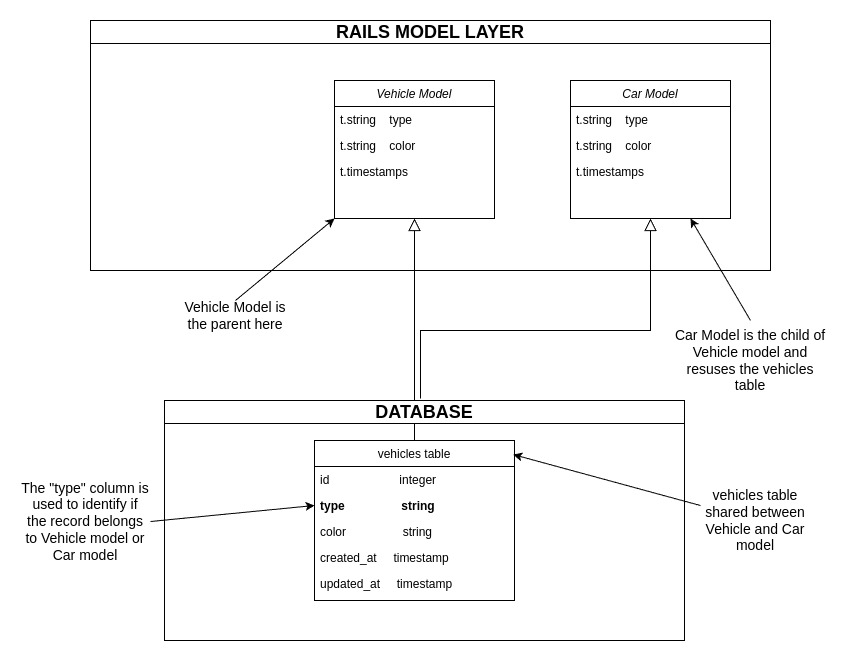 RAILS MODEL LAYER
Vehicle Model
t.string type
t.string color
t.timestamps
Car Model
t.string type
t.string color
t.timestamps
Vehicle Model is
the parent here
Car Model is the child of
Vehicle model and
resuses the vehicles
table
DATABASE
vehicles table
id integer
type string
color string
created_at timestamp
updated_at timestamp
The "type" column is
used to identify if
the record belongs
to Vehicle model or
Car model
vehicles table
shared between
Vehicle and Car
model